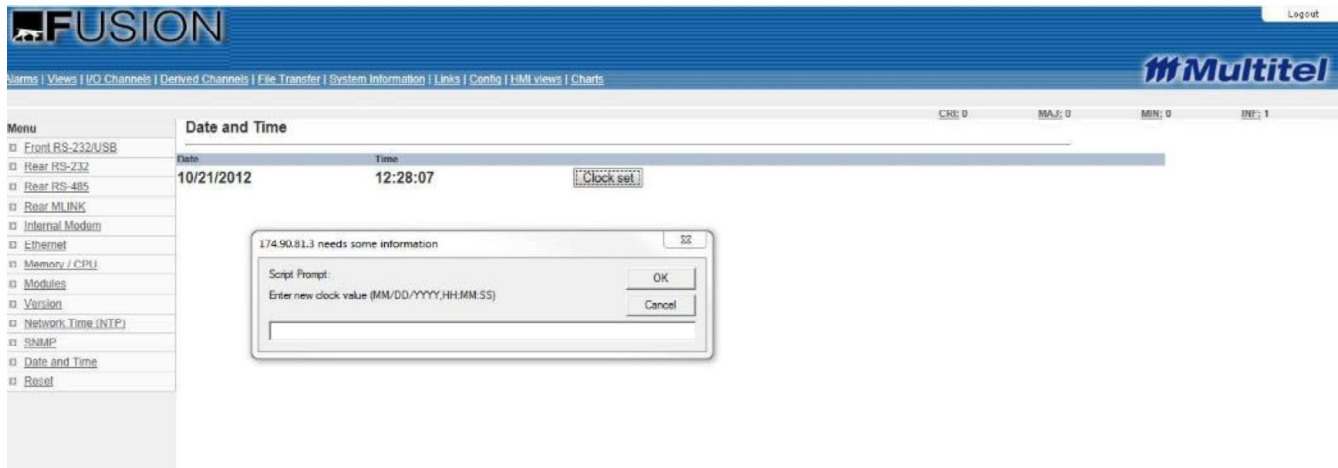 Logout
FUSION
Multitel
Alarms | Views | I/O Channels | Derived Channels | File Transfer | System Information | Links | Config | HMI views | Charts
CRI: 0 MAJ: 0 MIN: 0 INF: 1
Menu
Front RS-232/USB
Rear RS-232
Rear RS-485
Rear MLINK
Internal Modem
Ethernet
Memory / CPU
Modules
Version
Network Time (NTP)
SNMP
Date and Time
Reset
Date and Time
Date Time
10/21/2012 12:28:07 Clock set
174.90.81.3 needs some information
Script Prompt:
OK
Enter new clock value (MM/DD/YYYY,HH:MM:SS)
Cancel